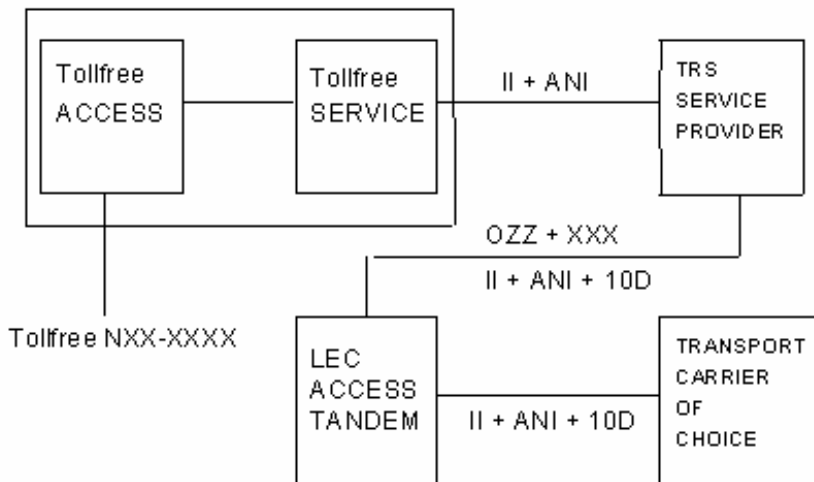 Tollfree
ACCESS
Tollfree
SERVICE
II + ANI
TRS
SERVICE
PROVIDER
OZZ + XXX
II + ANI + 10D
Tollfree NXX-XXXX
LEC
ACCESS
TANDEM
II + ANI + 10D
TRANSPORT
CARRIER
OF
CHOICE